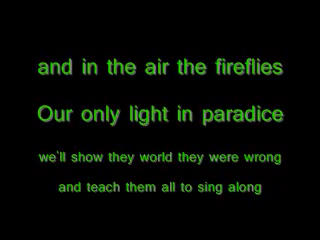 and in the air the fireflies
Our only light in paradice
we'll show they world they were wrong
and teach them all to sing along